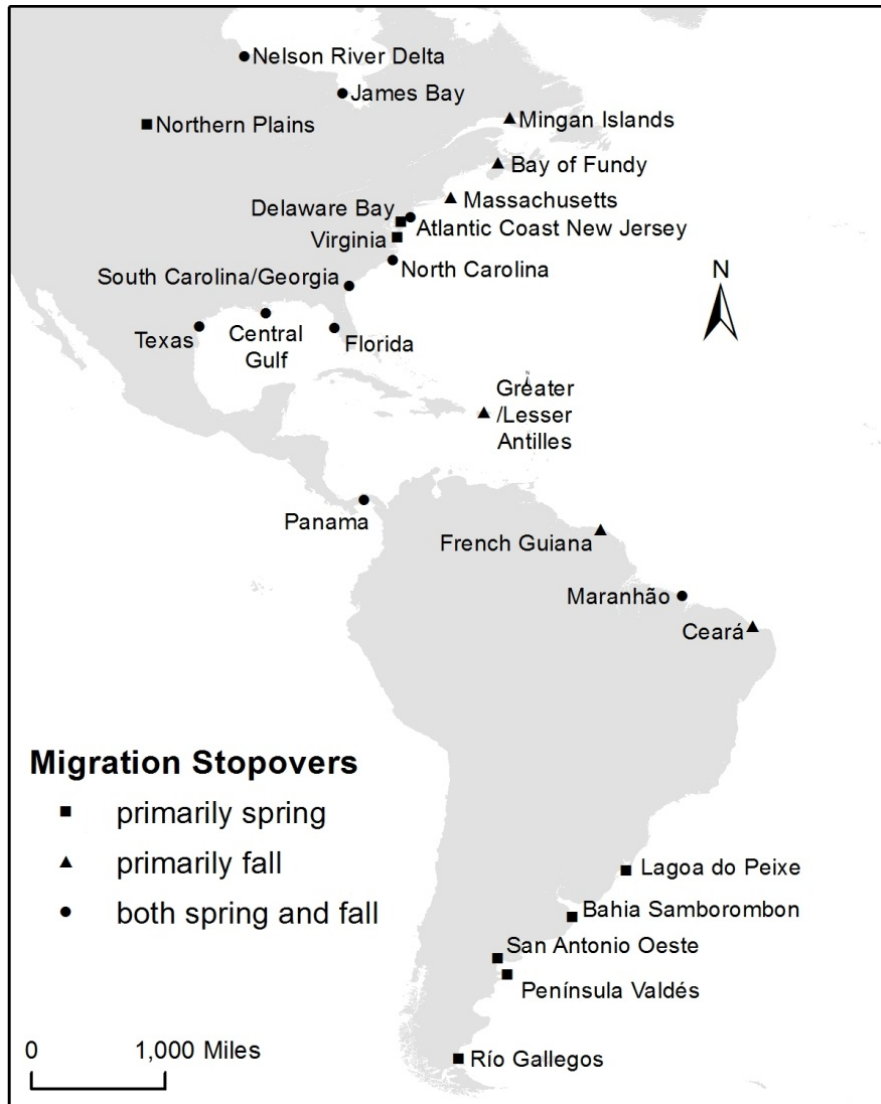 Nelson River Delta
James Bay
Northern Plains
Mingan Islands
Bay of Fundy
Massachusetts
Delaware Bay
Atlantic Coast New Jersey
Virginia
North Carolina
South Carolina/Georgia
N
Texas
Central
Gulf
Florida
Greater
/Lesser
Antilles
Panama
French Guiana
Maranhão
Ceará
Migration Stopovers
primarily spring
primarily fall
both spring and fall
Lagoa do Peixe
Bahia Samborombon
San Antonio Oeste
Península Valdés
Río Gallegos
0 1,000 Miles